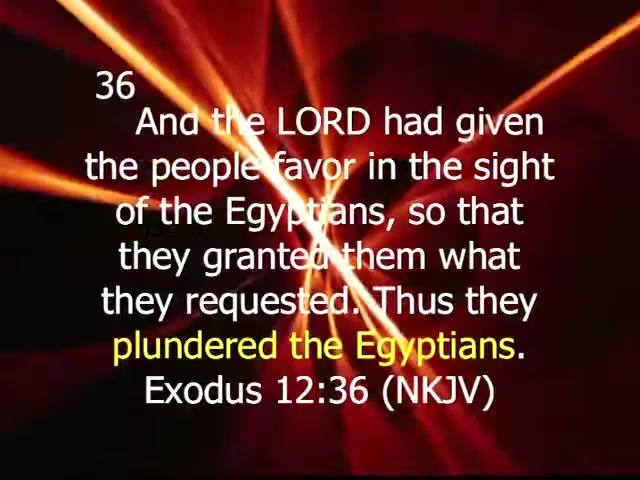 36
And the LORD had given
the people favor in the sight
of the Egyptians, so that
they granted them what
they requested. Thus they
plundered the Egyptians.
Exodus 12:36 (NKJV)